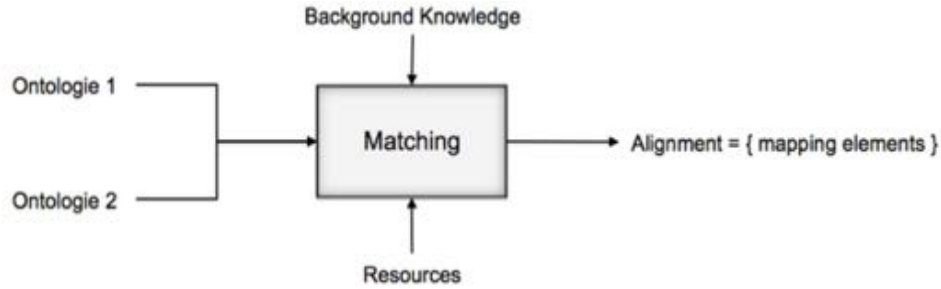 Background Knowledge
Ontologie 1
Matching
Alignment = { mapping elements }
Ontologie 2
Resources